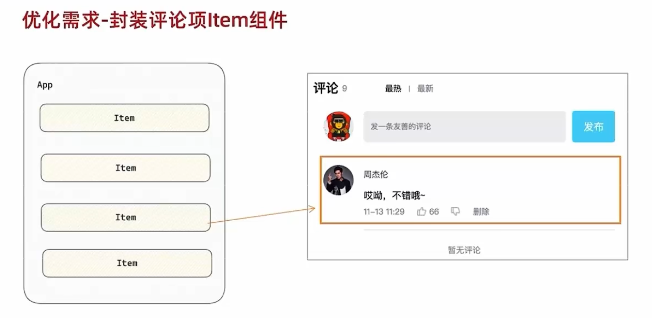 优化需求-封装评论项Item组件
App
Item
Item
Item
Item
评论 9 最热 | 最新
发一条友善的评论
发布
周杰伦
哎呦，不错哦~
11-13 11:29 66 删除
暂无评论